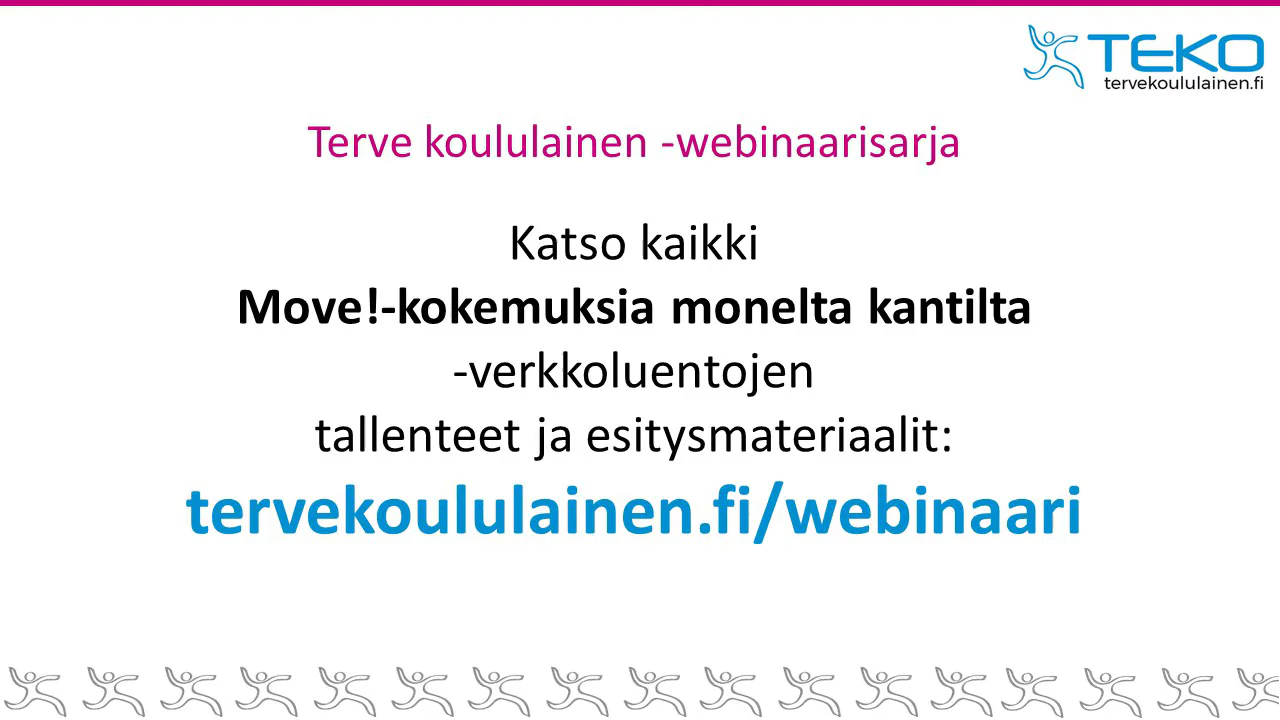 TEKO
tervekoululainen.fi
Terve koululainen -webinaarisarja
Katso kaikki
Move!-kokemuksia monelta kantilta
-verkkoluentojen
tallenteet ja esitysmateriaalit:
tervekoululainen.fi/webinaari